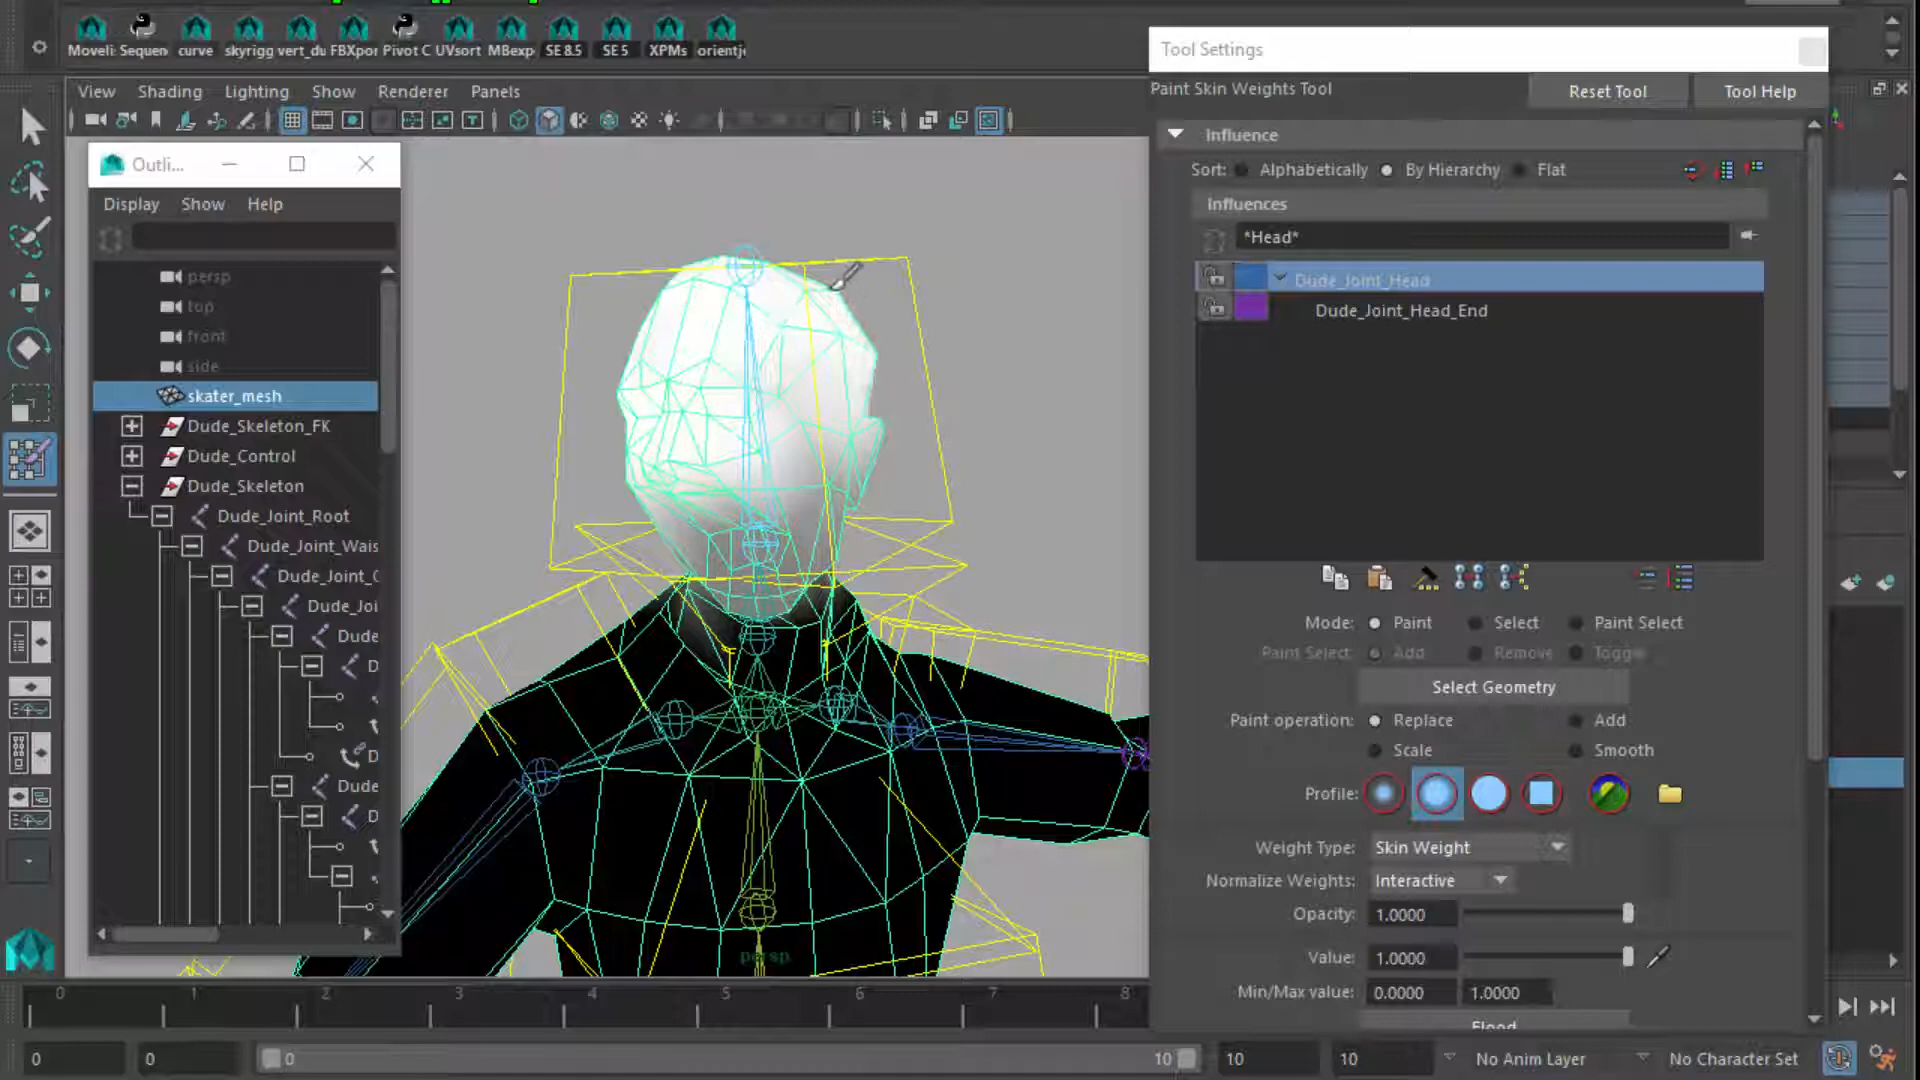 Moveli: Sequen curve skyrigg vert_du FBXpor Pivot C UVsort MBexp SE 8.5 SE 5 XPMs orientj
View Shading Lighting Show Renderer Panels
Outli...
Display Show Help
persp
top
front
side
skater_mesh
Dude_Skeleton_FK
Dude_Control
Dude_Skeleton
Dude_Joint_Root
Dude_Joint_Wais
Dude_Joint_C
Dude_Joi
Dude
D
D
Dude
D
persp
Tool Settings
Paint Skin Weights Tool
Reset Tool
Tool Help
Influence
Sort: Alphabetically By Hierarchy Flat
Influences
*Head*
Dude_Joint_Head
Dude_Joint_Head_End
Mode: Paint Select Paint Select
Paint Select: Add Remove Toggle
Select Geometry
Paint operation: Replace Add
Scale Smooth
Profile:
Weight Type: Skin Weight
Normalize Weights: Interactive
Opacity: 1.0000
Value: 1.0000
Min/Max value: 0.0000 1.0000
Flood
0 1 2 3 4 5 6 7 8
0 0 0 10 10 10 No Anim Layer No Character Set